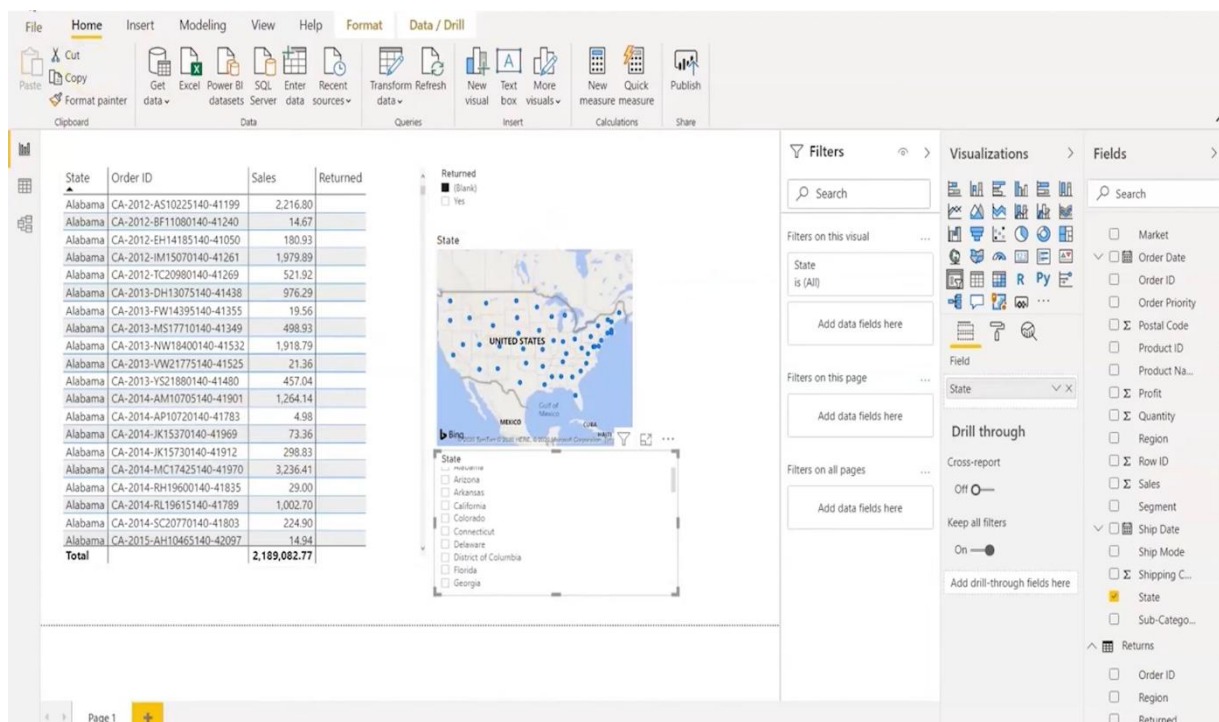 File Home Insert Modeling View Help Format Data / Drill
Paste
Cut
Copy
Format painter
Clipboard
Get data
Excel
Power BI datasets
SQL Server
Enter data
Recent sources
Data
Transform data
Refresh
Queries
New visual
Text box
More visuals
Insert
New measure
Quick measure
Calculations
Publish
Share
State Order ID Sales Returned
Alabama CA-2012-AS10225140-41199 2,216.80
Alabama CA-2012-BF11080140-41240 14.67
Alabama CA-2012-EH14185140-41050 180.93
Alabama CA-2012-IM15070140-41261 1,979.89
Alabama CA-2012-TC20980140-41269 521.92
Alabama CA-2013-DH13075140-41438 976.29
Alabama CA-2013-FW14395140-41355 19.56
Alabama CA-2013-MS17710140-41349 498.93
Alabama CA-2013-NW18400140-41532 1,918.79
Alabama CA-2013-VW21775140-41525 21.36
Alabama CA-2013-YS21880140-41480 457.04
Alabama CA-2014-AM10705140-41901 1,264.14
Alabama CA-2014-AP10720140-41783 4.98
Alabama CA-2014-JK15370140-41969 73.36
Alabama CA-2014-JK15730140-41912 298.83
Alabama CA-2014-MC17425140-41970 3,236.41
Alabama CA-2014-RH19600140-41835 29.00
Alabama CA-2014-RL19615140-41789 1,002.70
Alabama CA-2014-SC20770140-41803 224.90
Alabama CA-2015-AH10465140-42097 14.94
Total 2,189,082.77
Returned
(Blank)
Yes
State
UNITED STATES
Gulf of
Mexico
MEXICO
CUBA
HAITI
Bing
State
Alabama
Arizona
Arkansas
California
Colorado
Connecticut
Delaware
District of Columbia
Florida
Georgia
Filters
Search
Filters on this visual ...
State
is (All)
Add data fields here
Filters on this page ...
Add data fields here
Filters on all pages ...
Add data fields here
Visualizations
R Py
...
Field
State
Drill through
Cross-report
Off
Keep all filters
On
Add drill-through fields here
Fields
Search
Market
Order Date
Order ID
Order Priority
Σ Postal Code
Product ID
Product Na...
Σ Profit
Σ Quantity
Region
Σ Row ID
Σ Sales
Segment
Ship Date
Ship Mode
Σ Shipping C...
State
Sub-Catego...
Returns
Order ID
Region
Returned
Page 1